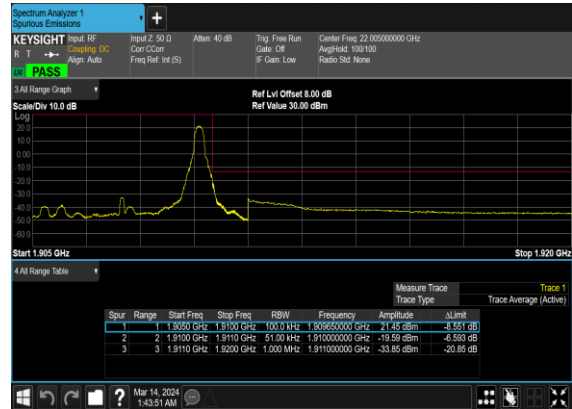 Spectrum Analyzer 1
Spurious Emissions
KEYSIGHT Input: RF Input Z: 50 Ω Atten: 40 dB Trig: Free Run Center Freq: 22.005000000 GHz
R T Coupling: DC Corr CCorr Gate: Off Avg|Hold: 100/100
Align: Auto Freq Ref: Int (S) IF Gain: Low Radio Std: None
LXI PASS
3 All Range Graph
Ref Lvl Offset 8.00 dB
Scale/Div 10.0 dB Ref Value 30.00 dBm
Log
20.0
10.0
0.00
-10.0
-20.0
-30.0
-40.0
-50.0
-60.0
Start 1.905 GHz Stop 1.920 GHz
4 All Range Table
Measure Trace Trace 1
Trace Type Trace Average (Active)
Spur Range Start Freq Stop Freq RBW Frequency Amplitude ΔLimit
1 1 1.9050 GHz 1.9100 GHz 100.0 kHz 1.909650000 GHz 21.45 dBm -8.551 dB
2 2 1.9100 GHz 1.9110 GHz 51.00 kHz 1.910000000 GHz -19.59 dBm -6.593 dB
3 3 1.9110 GHz 1.9200 GHz 1.000 MHz 1.911000000 GHz -33.85 dBm -20.85 dB
? Mar 14, 2024
1:43:51 AM